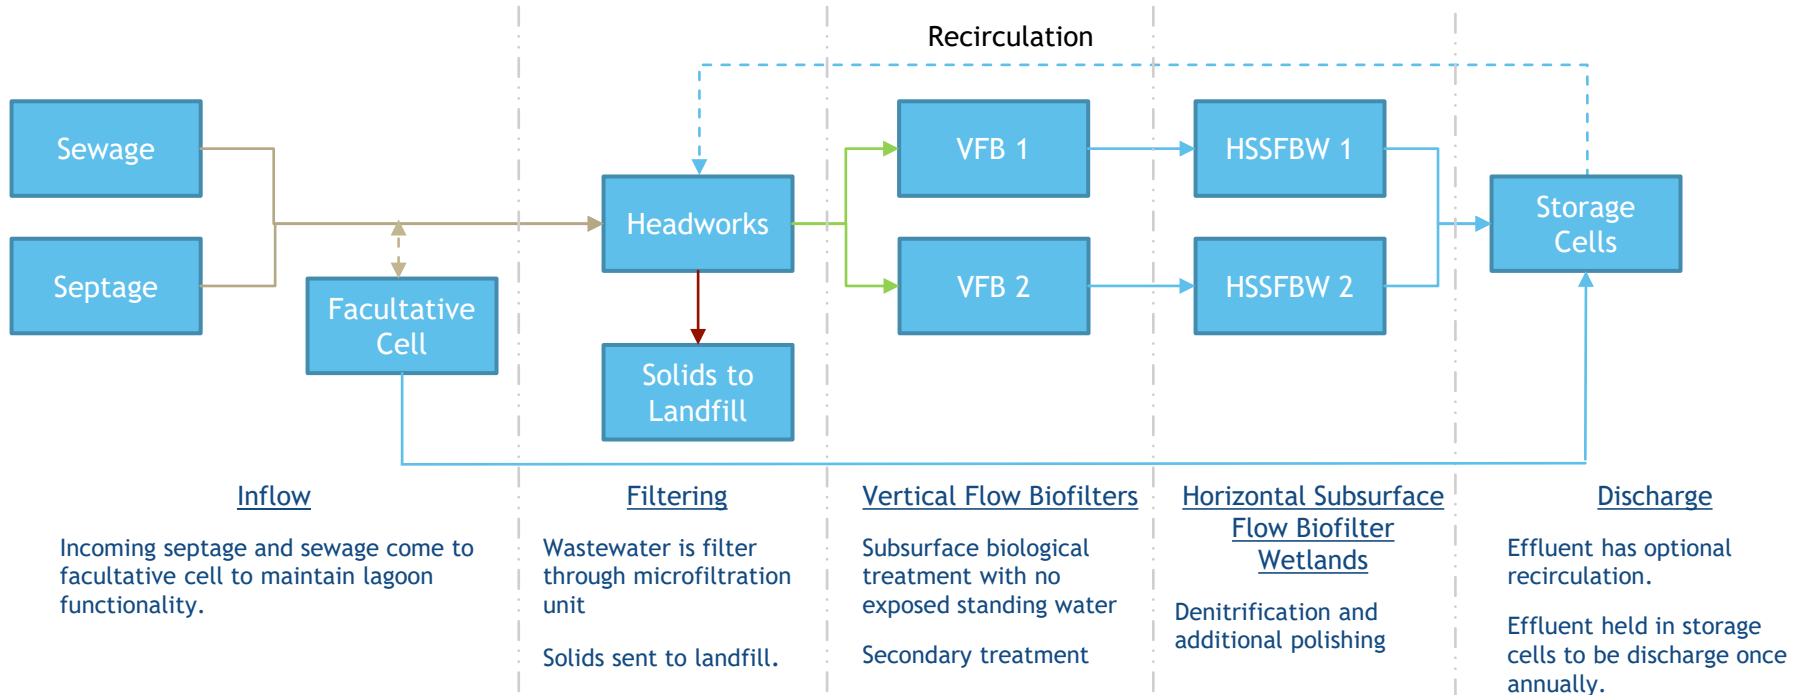 Recirculation
Sewage
Septage
Facultative
Cell
Headworks
Solids to
Landfill
VFB 1
VFB 2
HSSFBW 1
HSSFBW 2
Storage
Cells
Inflow
Incoming septage and sewage come to
facultative cell to maintain lagoon
functionality.
Filtering
Wastewater is filter
through microfiltration
unit
Solids sent to landfill.
Vertical Flow Biofilters
Subsurface biological
treatment with no
exposed standing water
Secondary treatment
Horizontal Subsurface
Flow Biofilter
Wetlands
Denitrification and
additional polishing
Discharge
Effluent has optional
recirculation.
Effluent held in storage
cells to be discharge once
annually.